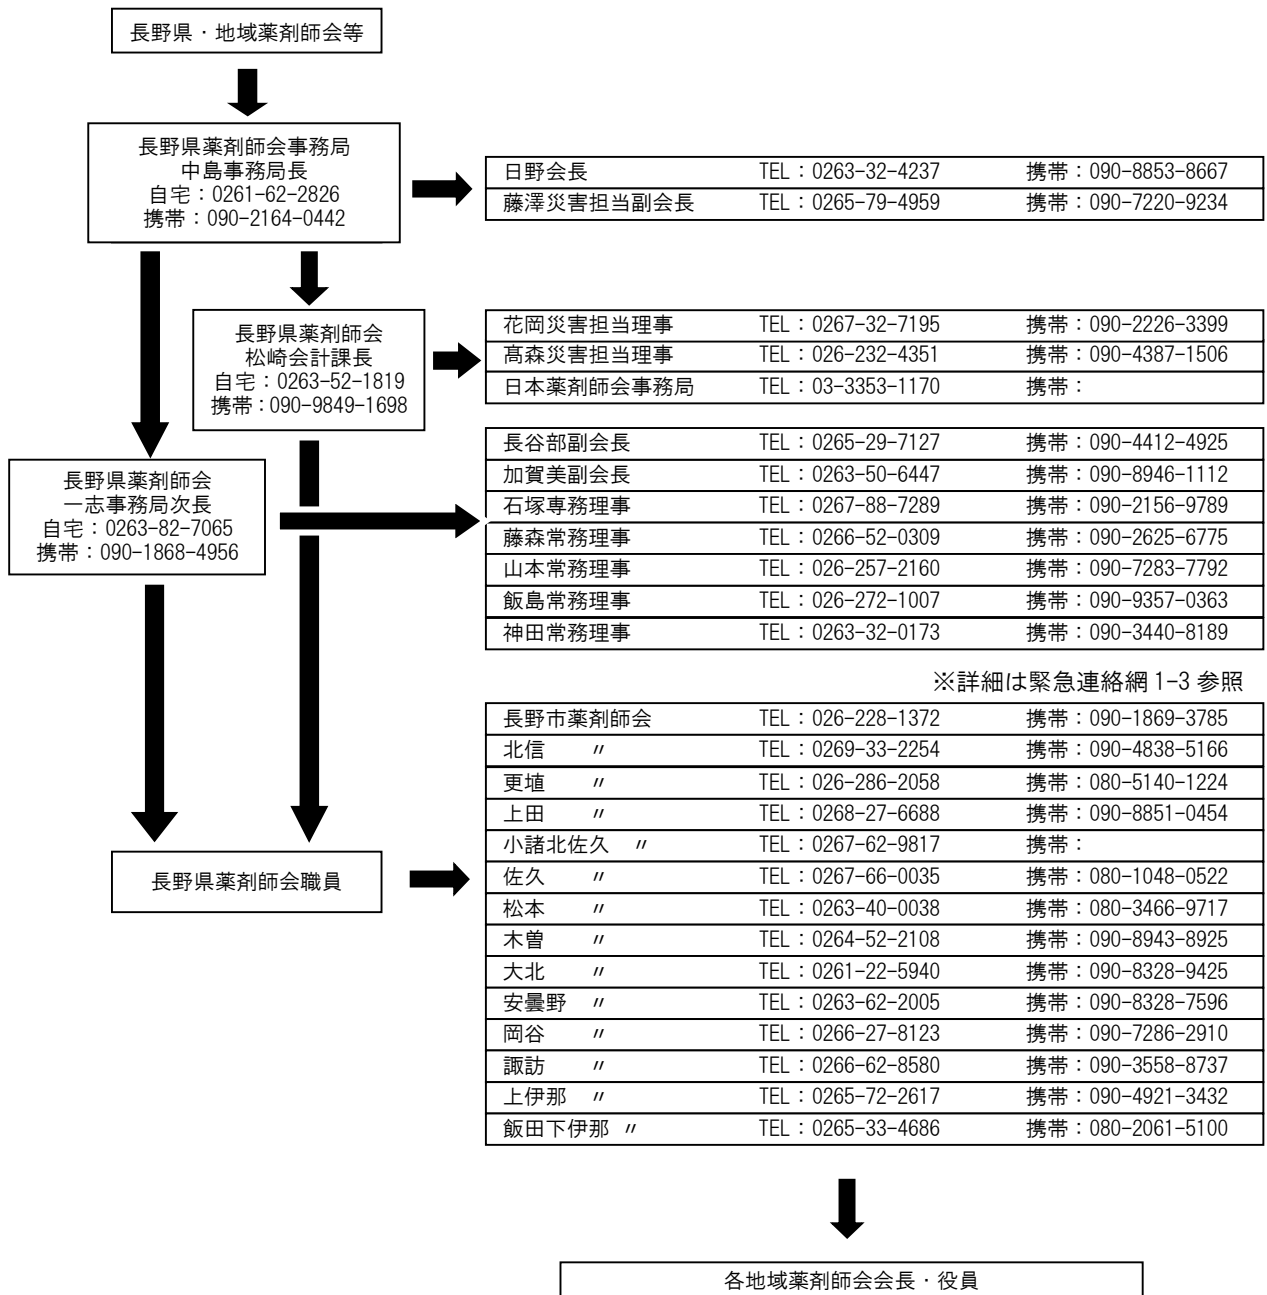 長野県・地域薬剤師会等
長野県薬剤師会事務局
中島事務局長
自宅：0261-62-2826
携帯：090-2164-0442
日野会長 TEL：0263-32-4237 携帯：090-8853-8667
藤澤災害担当副会長 TEL：0265-79-4959 携帯：090-7220-9234
長野県薬剤師会
松崎会計課長
自宅：0263-52-1819
携帯：090-9849-1698
花岡災害担当理事 TEL：0267-32-7195 携帯：090-2226-3399
髙森災害担当理事 TEL：026-232-4351 携帯：090-4387-1506
日本薬剤師会事務局 TEL：03-3353-1170 携帯：
長野県薬剤師会
一志事務局次長
自宅：0263-82-7065
携帯：090-1868-4956
長谷部副会長 TEL：0265-29-7127 携帯：090-4412-4925
加賀美副会長 TEL：0263-50-6447 携帯：090-8946-1112
石塚専務理事 TEL：0267-88-7289 携帯：090-2156-9789
藤森常務理事 TEL：0266-52-0309 携帯：090-2625-6775
山本常務理事 TEL：026-257-2160 携帯：090-7283-7792
飯島常務理事 TEL：026-272-1007 携帯：090-9357-0363
神田常務理事 TEL：0263-32-0173 携帯：090-3440-8189
※詳細は緊急連絡網1-3参照
長野県薬剤師会職員
長野市薬剤師会 TEL：026-228-1372 携帯：090-1869-3785
北信 〃 TEL：0269-33-2254 携帯：090-4838-5166
更埴 〃 TEL：026-286-2058 携帯：080-5140-1224
上田 〃 TEL：0268-27-6688 携帯：090-8851-0454
小諸北佐久 〃 TEL：0267-62-9817 携帯：
佐久 〃 TEL：0267-66-0035 携帯：080-1048-0522
松本 〃 TEL：0263-40-0038 携帯：080-3466-9717
木曽 〃 TEL：0264-52-2108 携帯：090-8943-8925
大北 〃 TEL：0261-22-5940 携帯：090-8328-9425
安曇野 〃 TEL：0263-62-2005 携帯：090-8328-7596
岡谷 〃 TEL：0266-27-8123 携帯：090-7286-2910
諏訪 〃 TEL：0266-62-8580 携帯：090-3558-8737
上伊那 〃 TEL：0265-72-2617 携帯：090-4921-3432
飯田下伊那 〃 TEL：0265-33-4686 携帯：080-2061-5100
各地域薬剤師会会長・役員